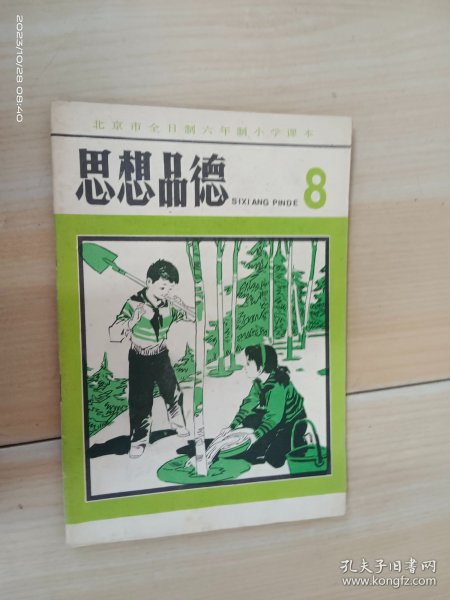 2023/10/28 08:40
北京市全日制六年制小学课本
思想品德
SIXIANG PINDE
8
孔夫子旧书网
www.kongfz.com